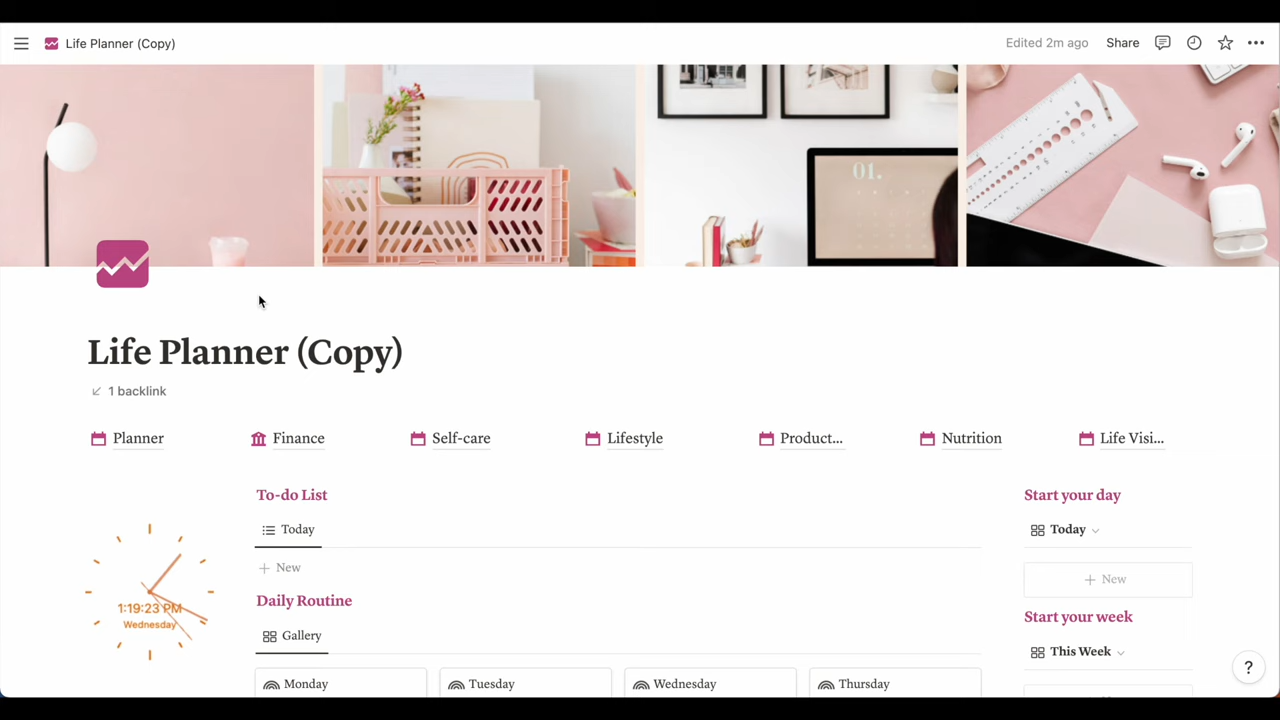 Life Planner (Copy)
Edited 2m ago
Share
01.
Life Planner (Copy)
1 backlink
Planner
Finance
Self-care
Lifestyle
Product...
Nutrition
Life Visi...
To-do List
Start your day
Today
Today
New
New
Daily Routine
1:19:23 PM
Wednesday
Start your week
Gallery
This Week
Monday
Tuesday
Wednesday
Thursday
?